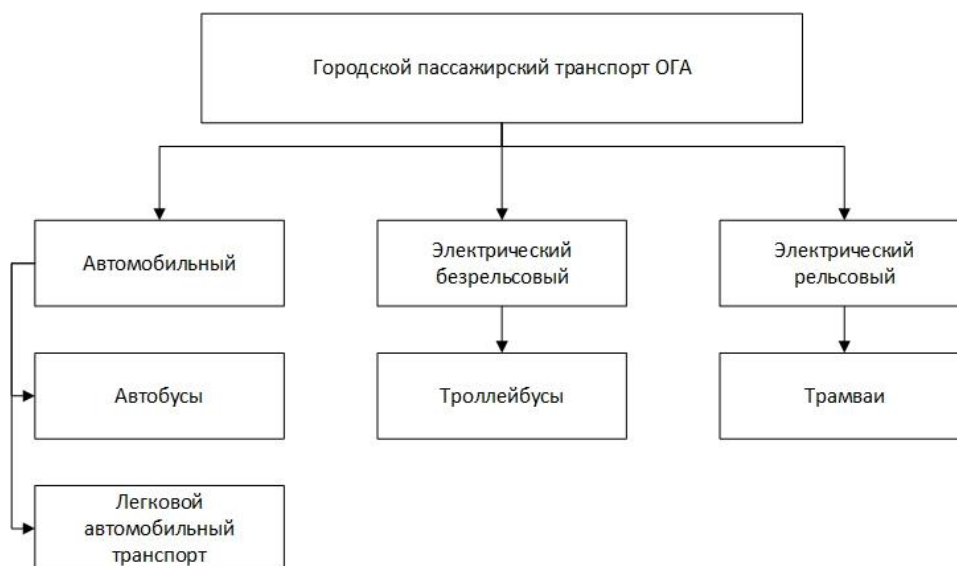 Городской пассажирский транспорт ОГА
Автомобильный
Электрический
безрельсовый
Электрический
рельсовый
Автобусы
Троллейбусы
Трамваи
Легковой
автомобильный
транспорт